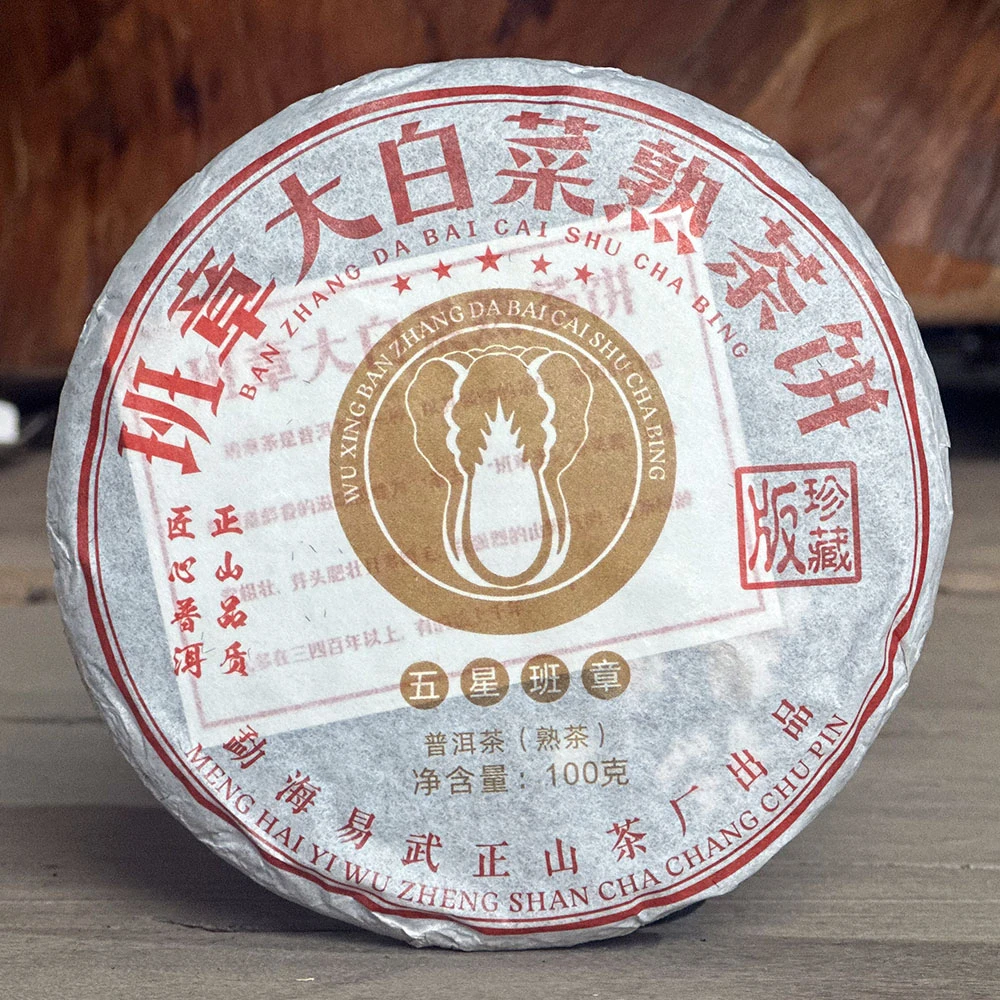 班章大白菜熟茶饼
BAN ZHANG DA BAI CAI SHU CHA BING
WU XING BAN ZHANG DA BAI CAI SHU CHA BING
正山品质
匠心普洱
珍藏
版
五星班章
普洱茶（熟茶）
净含量：100克
勐海易武正山茶厂出品
MENG HAI YI WU ZHENG SHAN CHA CHANG CHU PIN